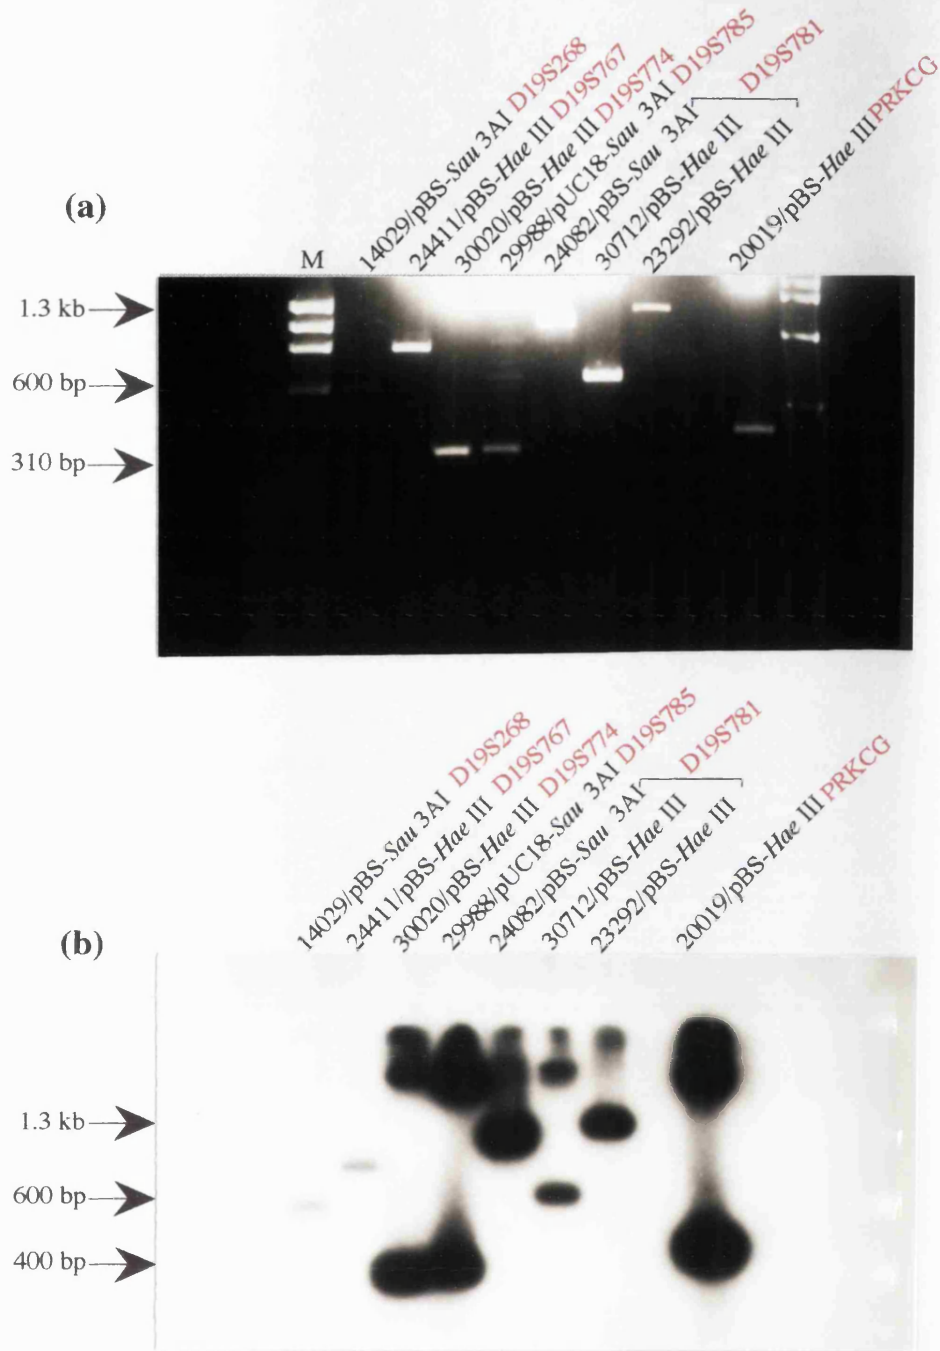 14029/pBS-Sau 3AI D19S268
24411/pBS-Hae III D19S767
30020/pBS-Hae III D19S774
29988/pUC18-Sau 3AI D19S785
24082/pBS-Sau 3AI
30712/pBS-Hae III
23292/pBS-Hae III
D19S781
20019/pBS-Hae III PRKCG
(a)
M
1.3 kb
600 bp
310 bp
14029/pBS-Sau 3AI D19S268
24411/pBS-Hae III D19S767
30020/pBS-Hae III D19S774
29988/pUC18-Sau 3AI D19S785
24082/pBS-Sau 3AI
30712/pBS-Hae III
23292/pBS-Hae III
D19S781
20019/pBS-Hae III PRKCG
(b)
1.3 kb
600 bp
400 bp